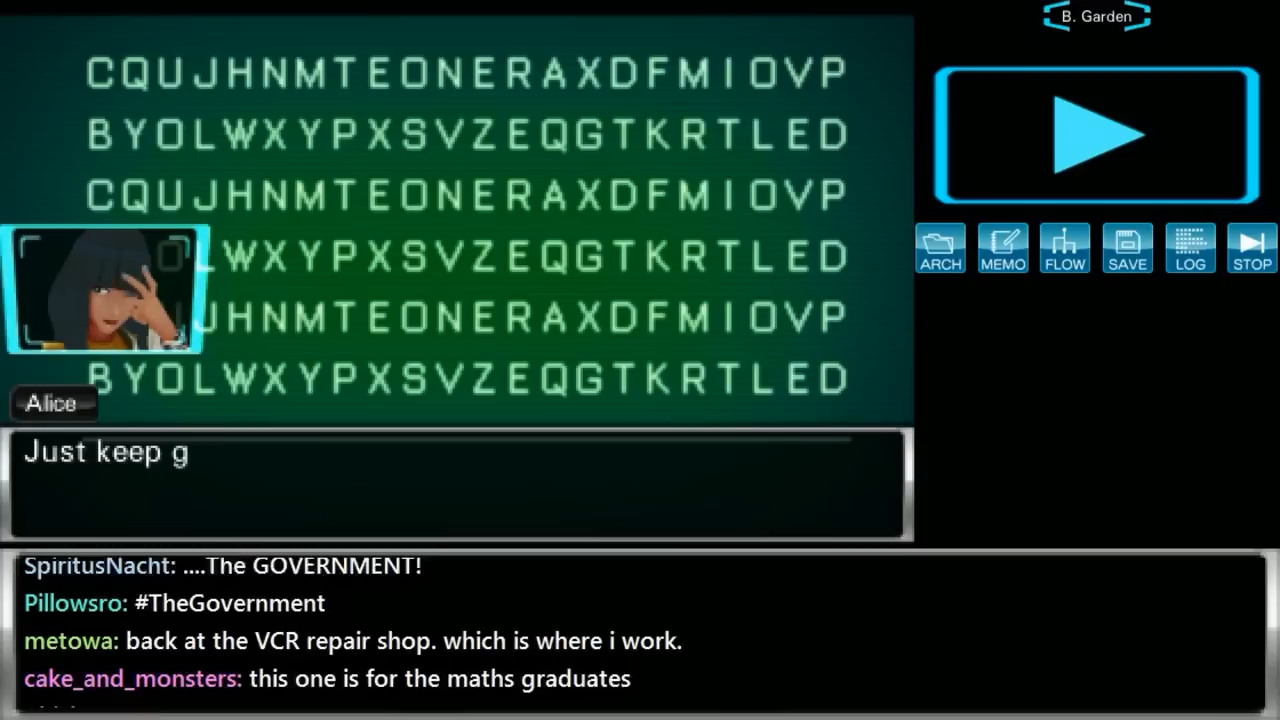 B. Garden
CQUJHNMTEONERAXDFMIOVP
BYOLWXYPXSVZEQGTKRTLED
CQUJHNMTEONERAXDFMIOVP
OLWXYPXSVZEQGTKRTLED
JHNMTEONERAXDFMIOVP
BYOLWXYPXSVZEQGTKRTLED
ARCH
MEMO
FLOW
SAVE
LOG
STOP
Alice
Just keep g
SpiritusNacht: ....The GOVERNMENT!
Pillowsro: #TheGovernment
metowa: back at the VCR repair shop. which is where i work.
cake_and_monsters: this one is for the maths graduates